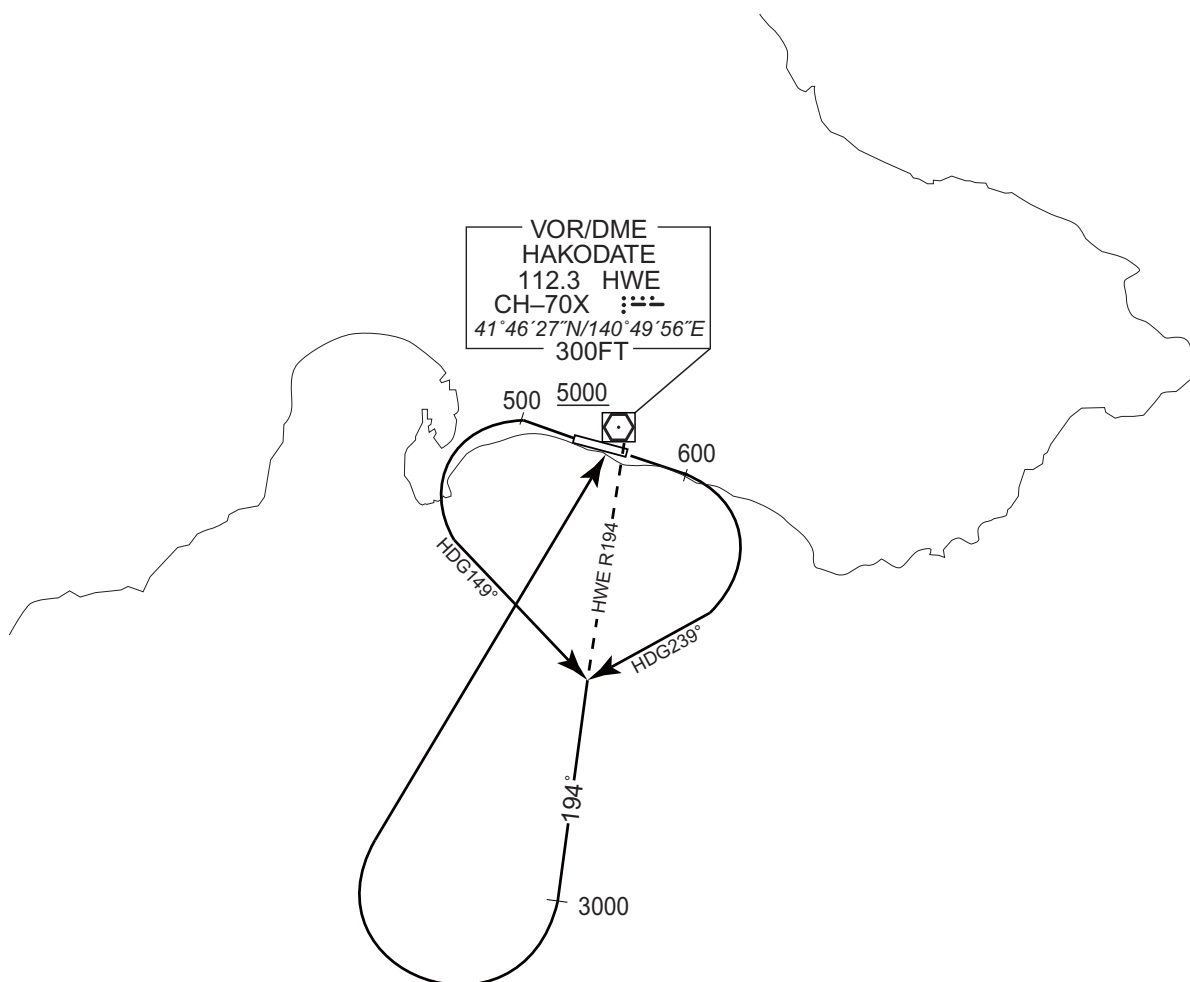 VOR/DME
HAKODATE
112.3 HWE
CH–70X
41°46′27″N/140°49′56″E
300FT
500
5000
600
HWE R194
HDG149°
HDG239°
194°
3000